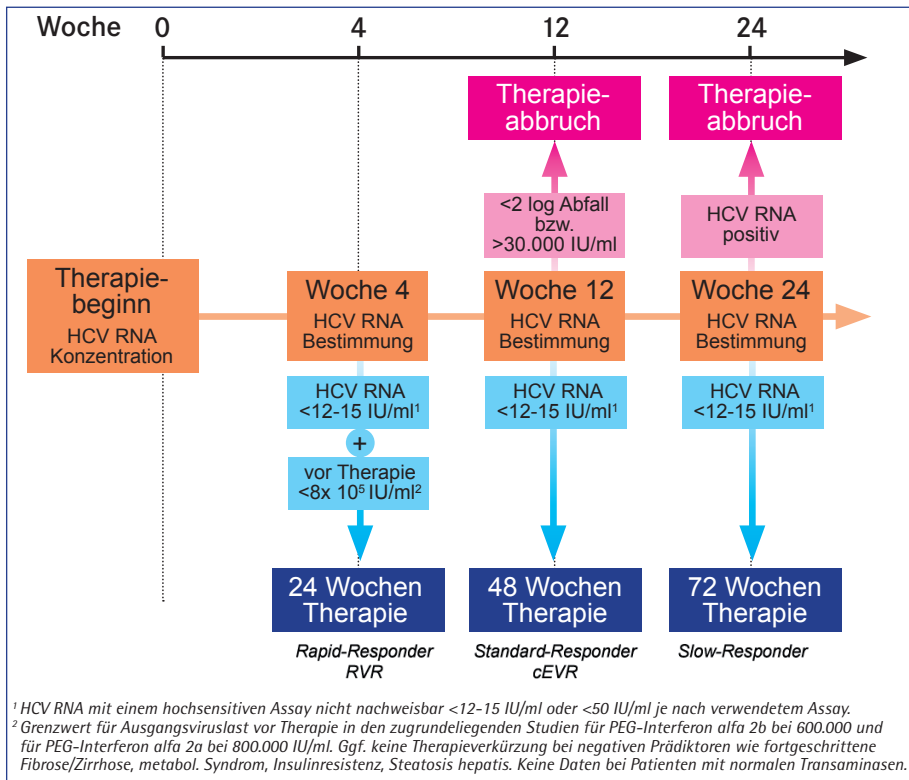 Woche 0 4 12 24
Therapie-
abbruch
Therapie-
abbruch
<2 log Abfall
bzw.
>30.000 IU/ml
HCV RNA
positiv
Therapie-
beginn
HCV RNA
Konzentration
Woche 4
HCV RNA
Bestimmung
Woche 12
HCV RNA
Bestimmung
Woche 24
HCV RNA
Bestimmung
HCV RNA
<12-15 IU/ml¹
+
vor Therapie
<8x 10⁵ IU/ml²
HCV RNA
<12-15 IU/ml¹
HCV RNA
<12-15 IU/ml¹
24 Wochen
Therapie
48 Wochen
Therapie
72 Wochen
Therapie
Rapid-Responder
RVR
Standard-Responder
cEVR
Slow-Responder
¹ HCV RNA mit einem hochsensitiven Assay nicht nachweisbar <12-15 IU/ml oder <50 IU/ml je nach verwendetem Assay.
² Grenzwert für Ausgangsviruslast vor Therapie in den zugrundeliegenden Studien für PEG-Interferon alfa 2b bei 600.000 und
für PEG-Interferon alfa 2a bei 800.000 IU/ml. Ggf. keine Therapieverkürzung bei negativen Prädiktoren wie fortgeschrittene
Fibrose/Zirrhose, metabol. Syndrom, Insulinresistenz, Steatosis hepatis. Keine Daten bei Patienten mit normalen Transaminasen.